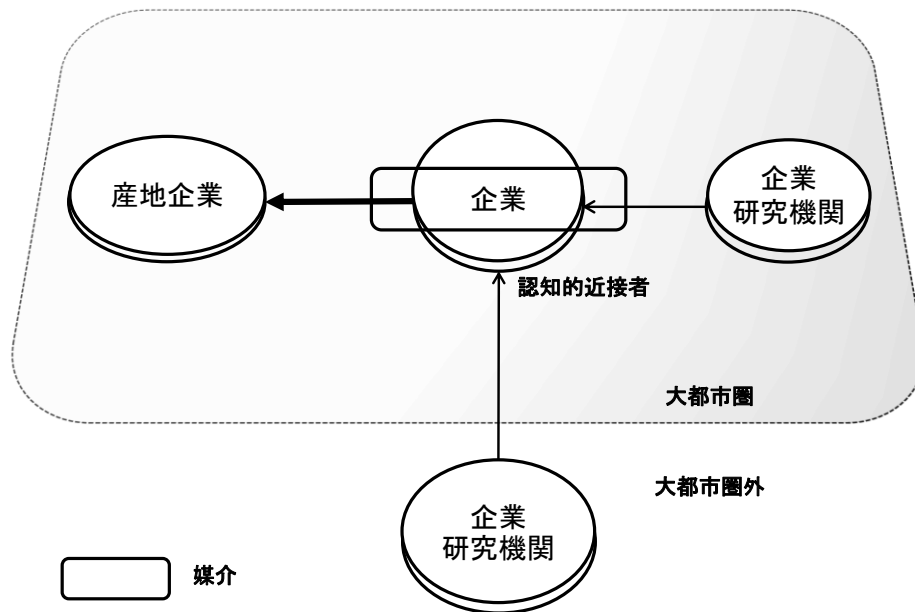 産地企業
企業
企業
研究機関
認知的近接者
大都市圏
大都市圏外
企業
研究機関
媒介